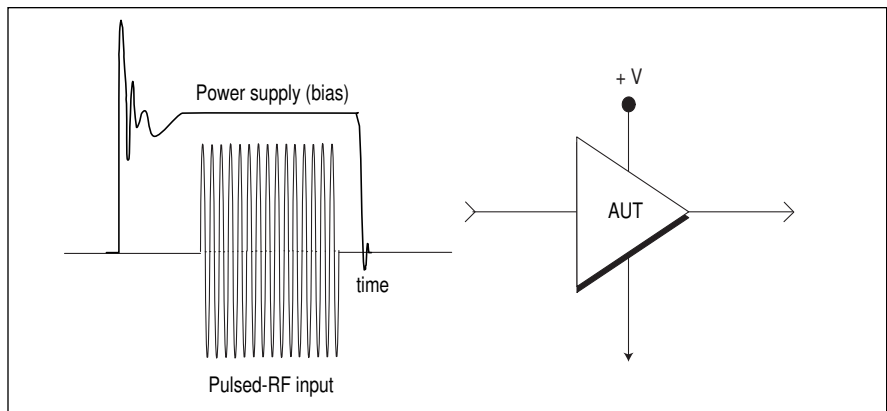 Power supply (bias)
time
Pulsed-RF input
+ V
AUT